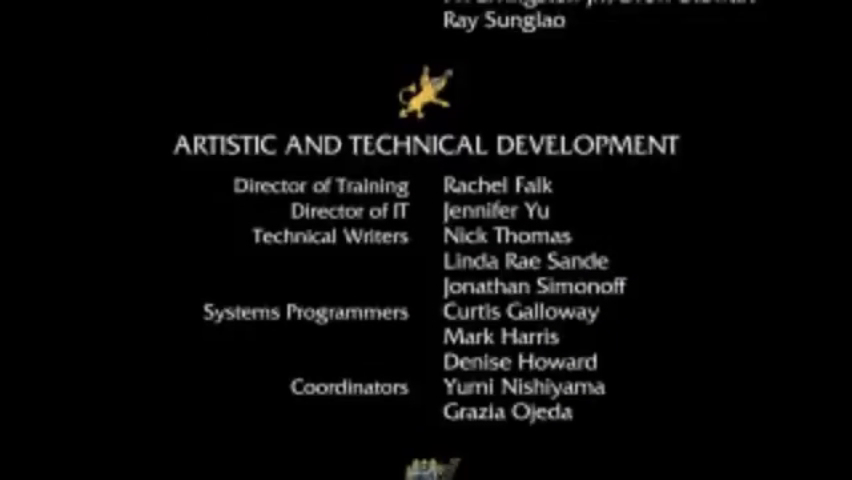 Ray Sunglao
ARTISTIC AND TECHNICAL DEVELOPMENT
Director of Training Rachel Falk
Director of IT Jennifer Yu
Technical Writers Nick Thomas
Linda Rae Sande
Jonathan Simonoff
Systems Programmers Curtis Galloway
Mark Harris
Denise Howard
Coordinators Yumi Nishiyama
Grazia Ojeda